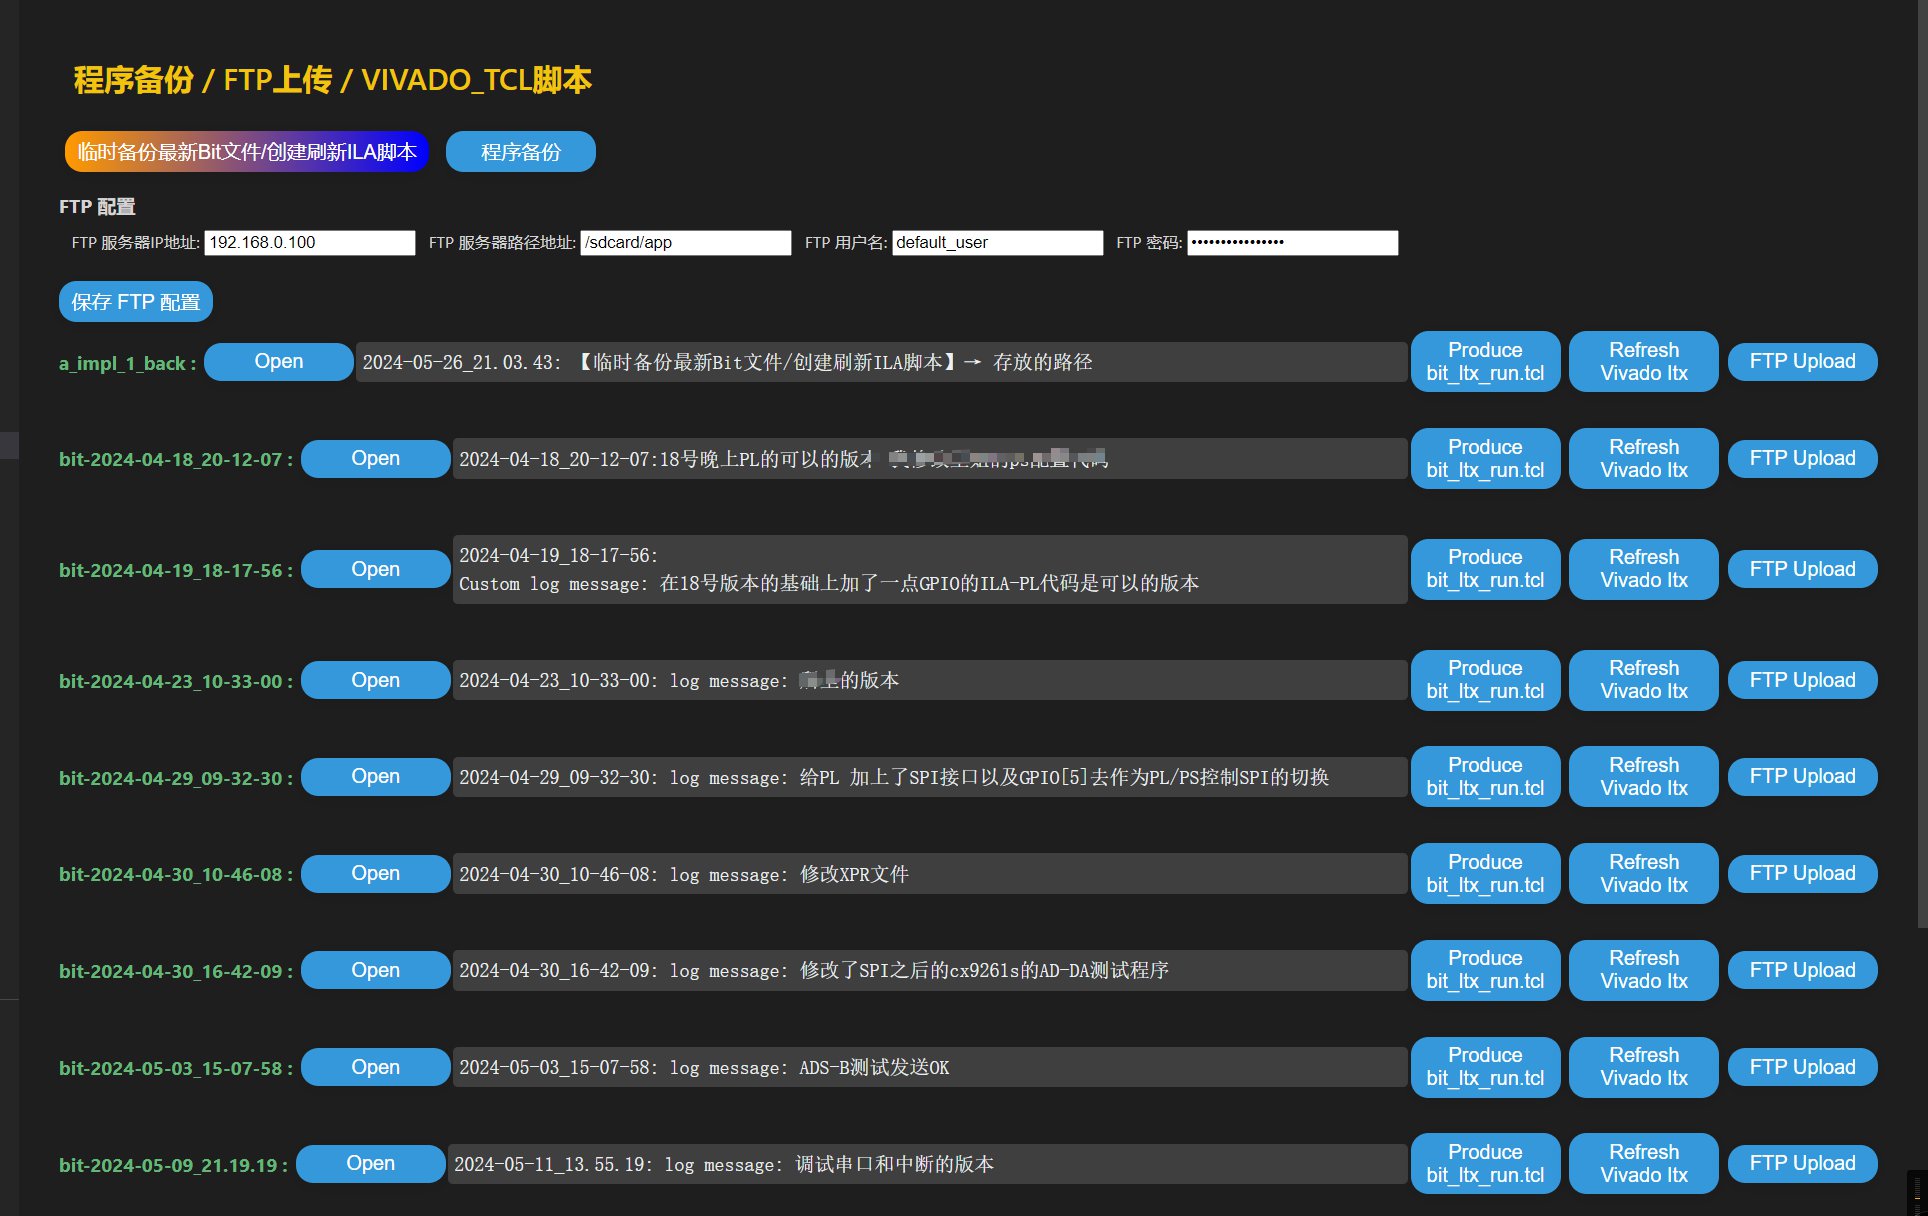 程序备份 / FTP上传 / VIVADO_TCL脚本
临时备份最新Bit文件/创建刷新ILA脚本 程序备份
FTP 配置
FTP 服务器IP地址: 192.168.0.100 FTP 服务器路径地址: /sdcard/app FTP 用户名: default_user FTP 密码: ••••••••••••••••
保存 FTP 配置
a_impl_1_back : Open 2024-05-26_21.03.43: 【临时备份最新Bit文件/创建刷新ILA脚本】→ 存放的路径 Produce bit_ltx_run.tcl Refresh Vivado ltx FTP Upload
bit-2024-04-18_20-12-07 : Open 2024-04-18_20-12-07:18号晚上PL的可以的版本 的ps配置代码 Produce bit_ltx_run.tcl Refresh Vivado ltx FTP Upload
bit-2024-04-19_18-17-56 : Open 2024-04-19_18-17-56:
Custom log message: 在18号版本的基础上加了一点GPIO的ILA-PL代码是可以的版本 Produce bit_ltx_run.tcl Refresh Vivado ltx FTP Upload
bit-2024-04-23_10-33-00 : Open 2024-04-23_10-33-00: log message: 的版本 Produce bit_ltx_run.tcl Refresh Vivado ltx FTP Upload
bit-2024-04-29_09-32-30 : Open 2024-04-29_09-32-30: log message: 给PL 加上了SPI接口以及GPIO[5]去作为PL/PS控制SPI的切换 Produce bit_ltx_run.tcl Refresh Vivado ltx FTP Upload
bit-2024-04-30_10-46-08 : Open 2024-04-30_10-46-08: log message: 修改XPR文件 Produce bit_ltx_run.tcl Refresh Vivado ltx FTP Upload
bit-2024-04-30_16-42-09 : Open 2024-04-30_16-42-09: log message: 修改了SPI之后的cx9261s的AD-DA测试程序 Produce bit_ltx_run.tcl Refresh Vivado ltx FTP Upload
bit-2024-05-03_15-07-58 : Open 2024-05-03_15-07-58: log message: ADS-B测试发送OK Produce bit_ltx_run.tcl Refresh Vivado ltx FTP Upload
bit-2024-05-09_21.19.19 : Open 2024-05-11_13.55.19: log message: 调试串口和中断的版本 Produce bit_ltx_run.tcl Refresh Vivado ltx FTP Upload